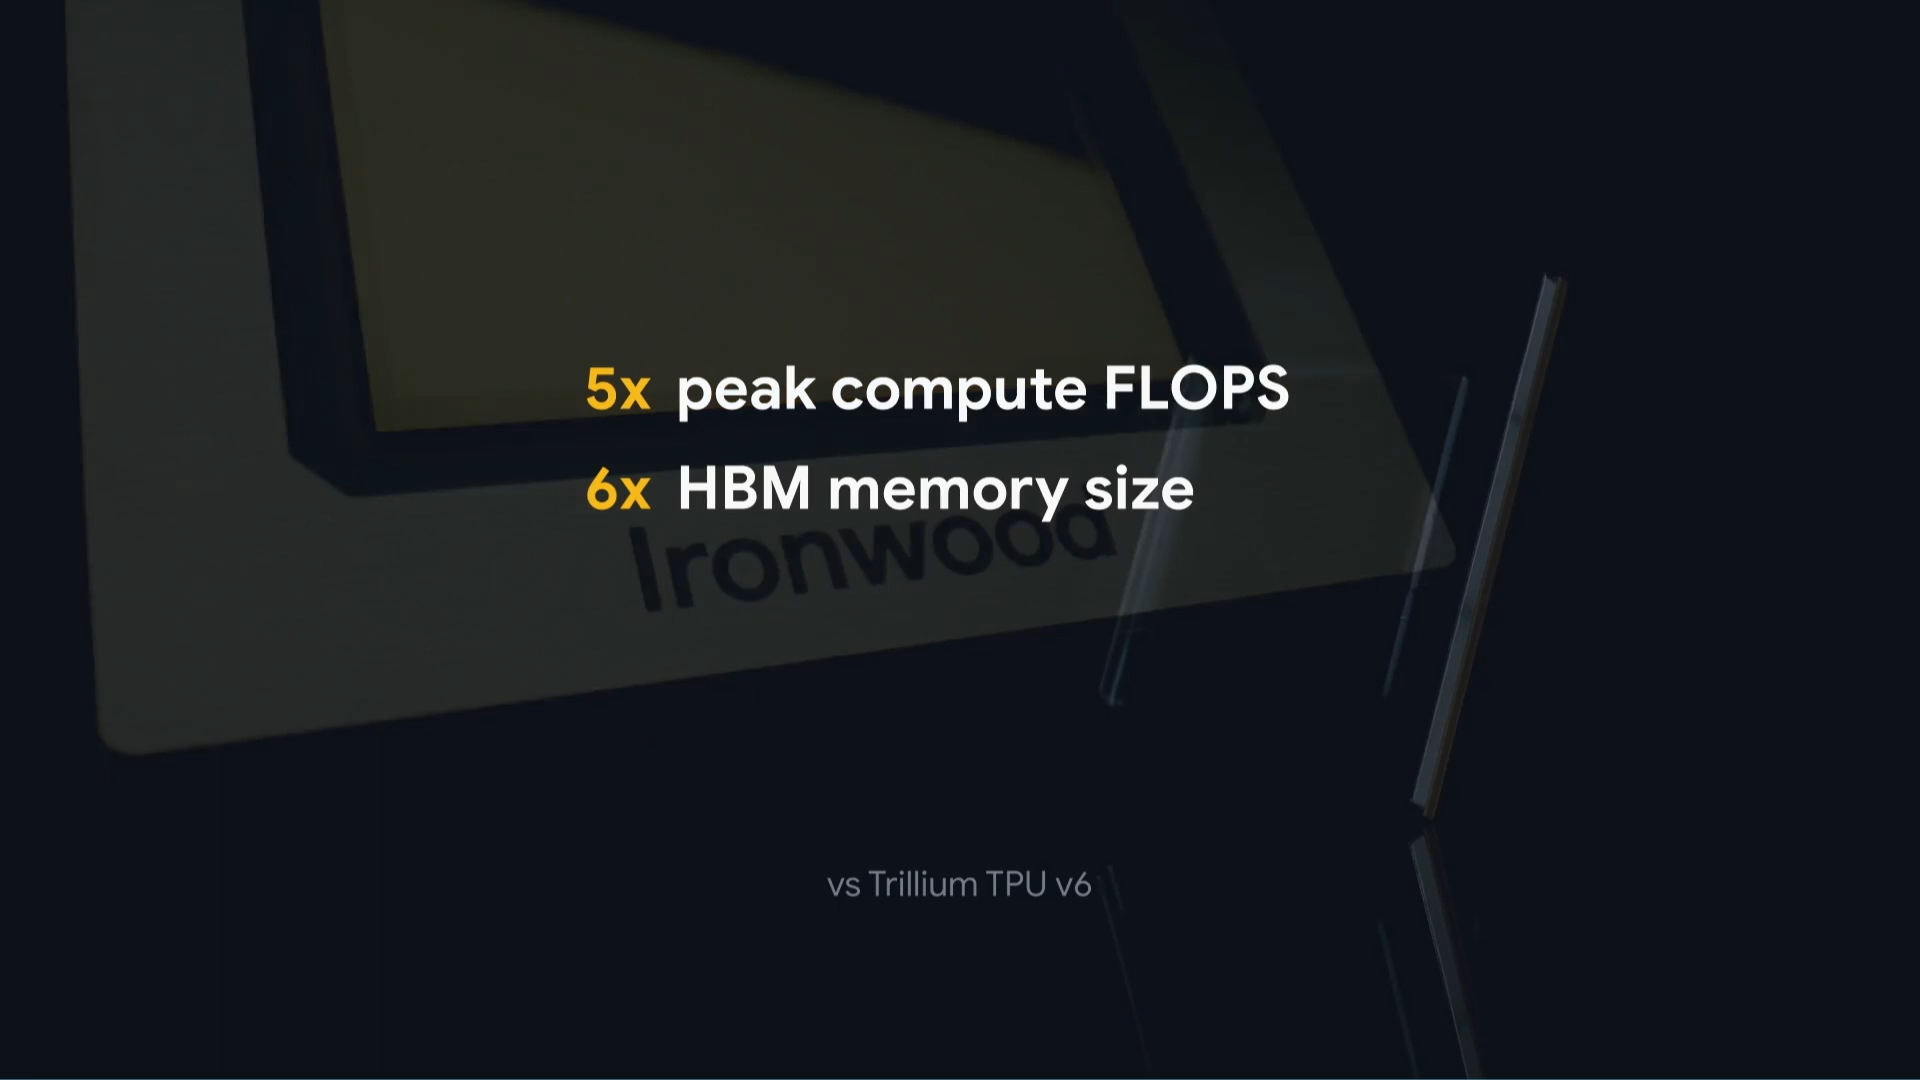 5x peak compute FLOPS
6x HBM memory size
Ironwood
vs Trillium TPU v6